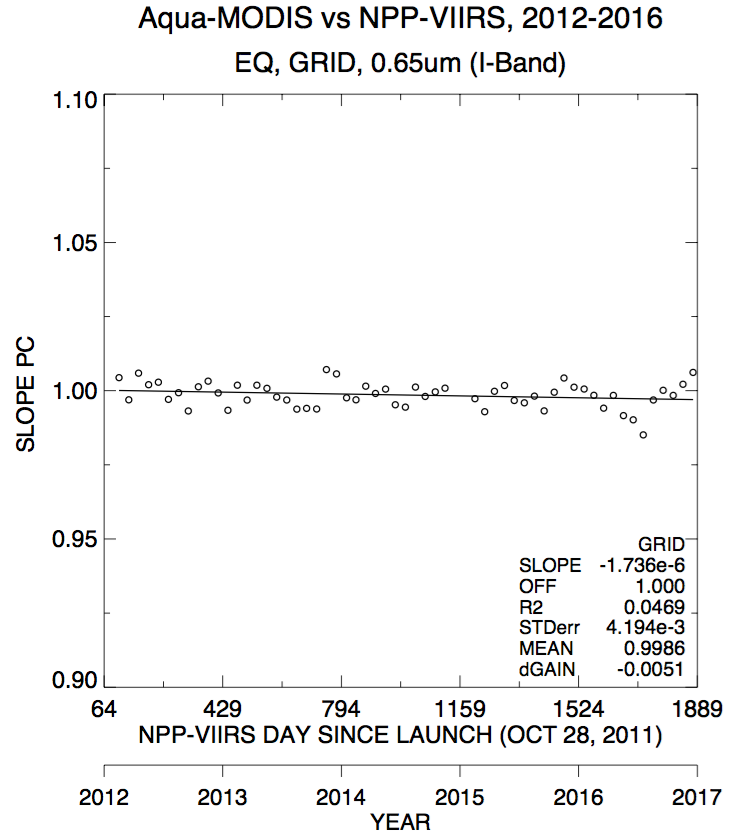 Aqua-MODIS vs NPP-VIIRS, 2012-2016
EQ, GRID, 0.65um (I-Band)
1.10
1.05
1.00
0.95
0.90
SLOPE PC
GRID
SLOPE -1.736e-6
OFF 1.000
R2 0.0469
STDerr 4.194e-3
MEAN 0.9986
dGAIN -0.0051
64 429 794 1159 1524 1889
NPP-VIIRS DAY SINCE LAUNCH (OCT 28, 2011)
2012 2013 2014 2015 2016 2017
YEAR